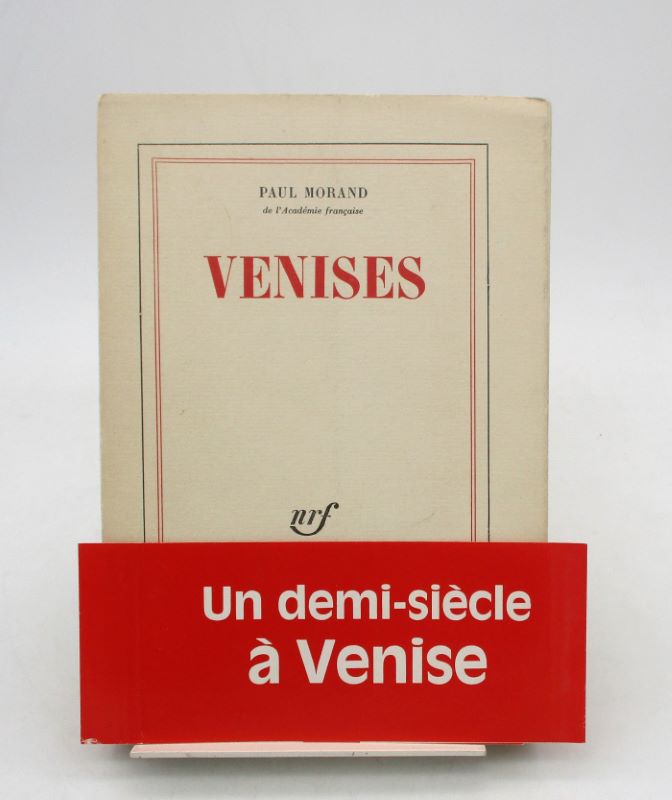 PAUL MORAND
de l'Académie française
VENISES
nrf
Un demi-siècle
à Venise